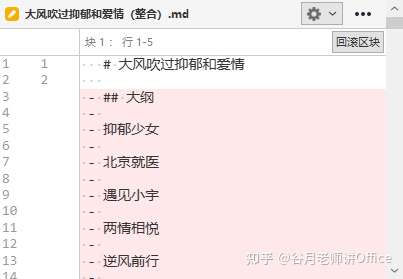 大风吹过抑郁和爱情（整合）.md
块 1： 行 1-5
回滚区块
1 1 # 大风吹过抑郁和爱情
2 2
3 - ## 大纲
4 -
5 - 抑郁少女
6 -
7 - 北京就医
8 -
9 - 遇见小宇
10 -
11 - 两情相悦
12 -
13 - 逆风前行
14 -
知乎 @谷月老师讲Office